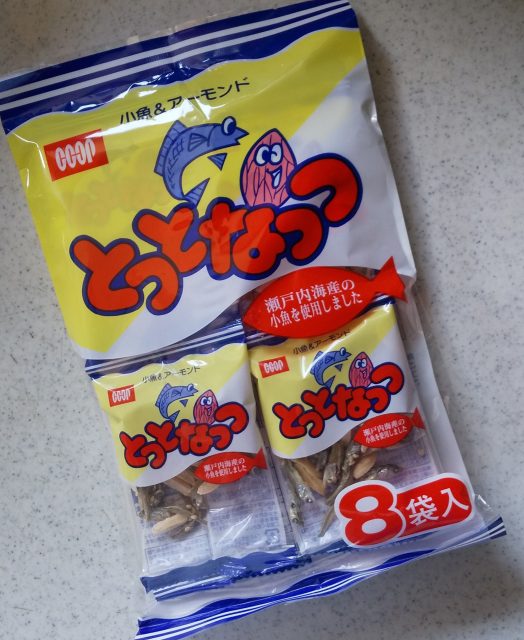 小魚&アーモンド
COOP
とっとなっつ
瀬戸内海産の
小魚を使用しました
小魚&アーモンド
COOP
とっとなっつ
瀬戸内海産の
小魚を使用しました
小魚&アーモンド
COOP
とっとなっつ
瀬戸内海産の
小魚を使用しました
8袋入